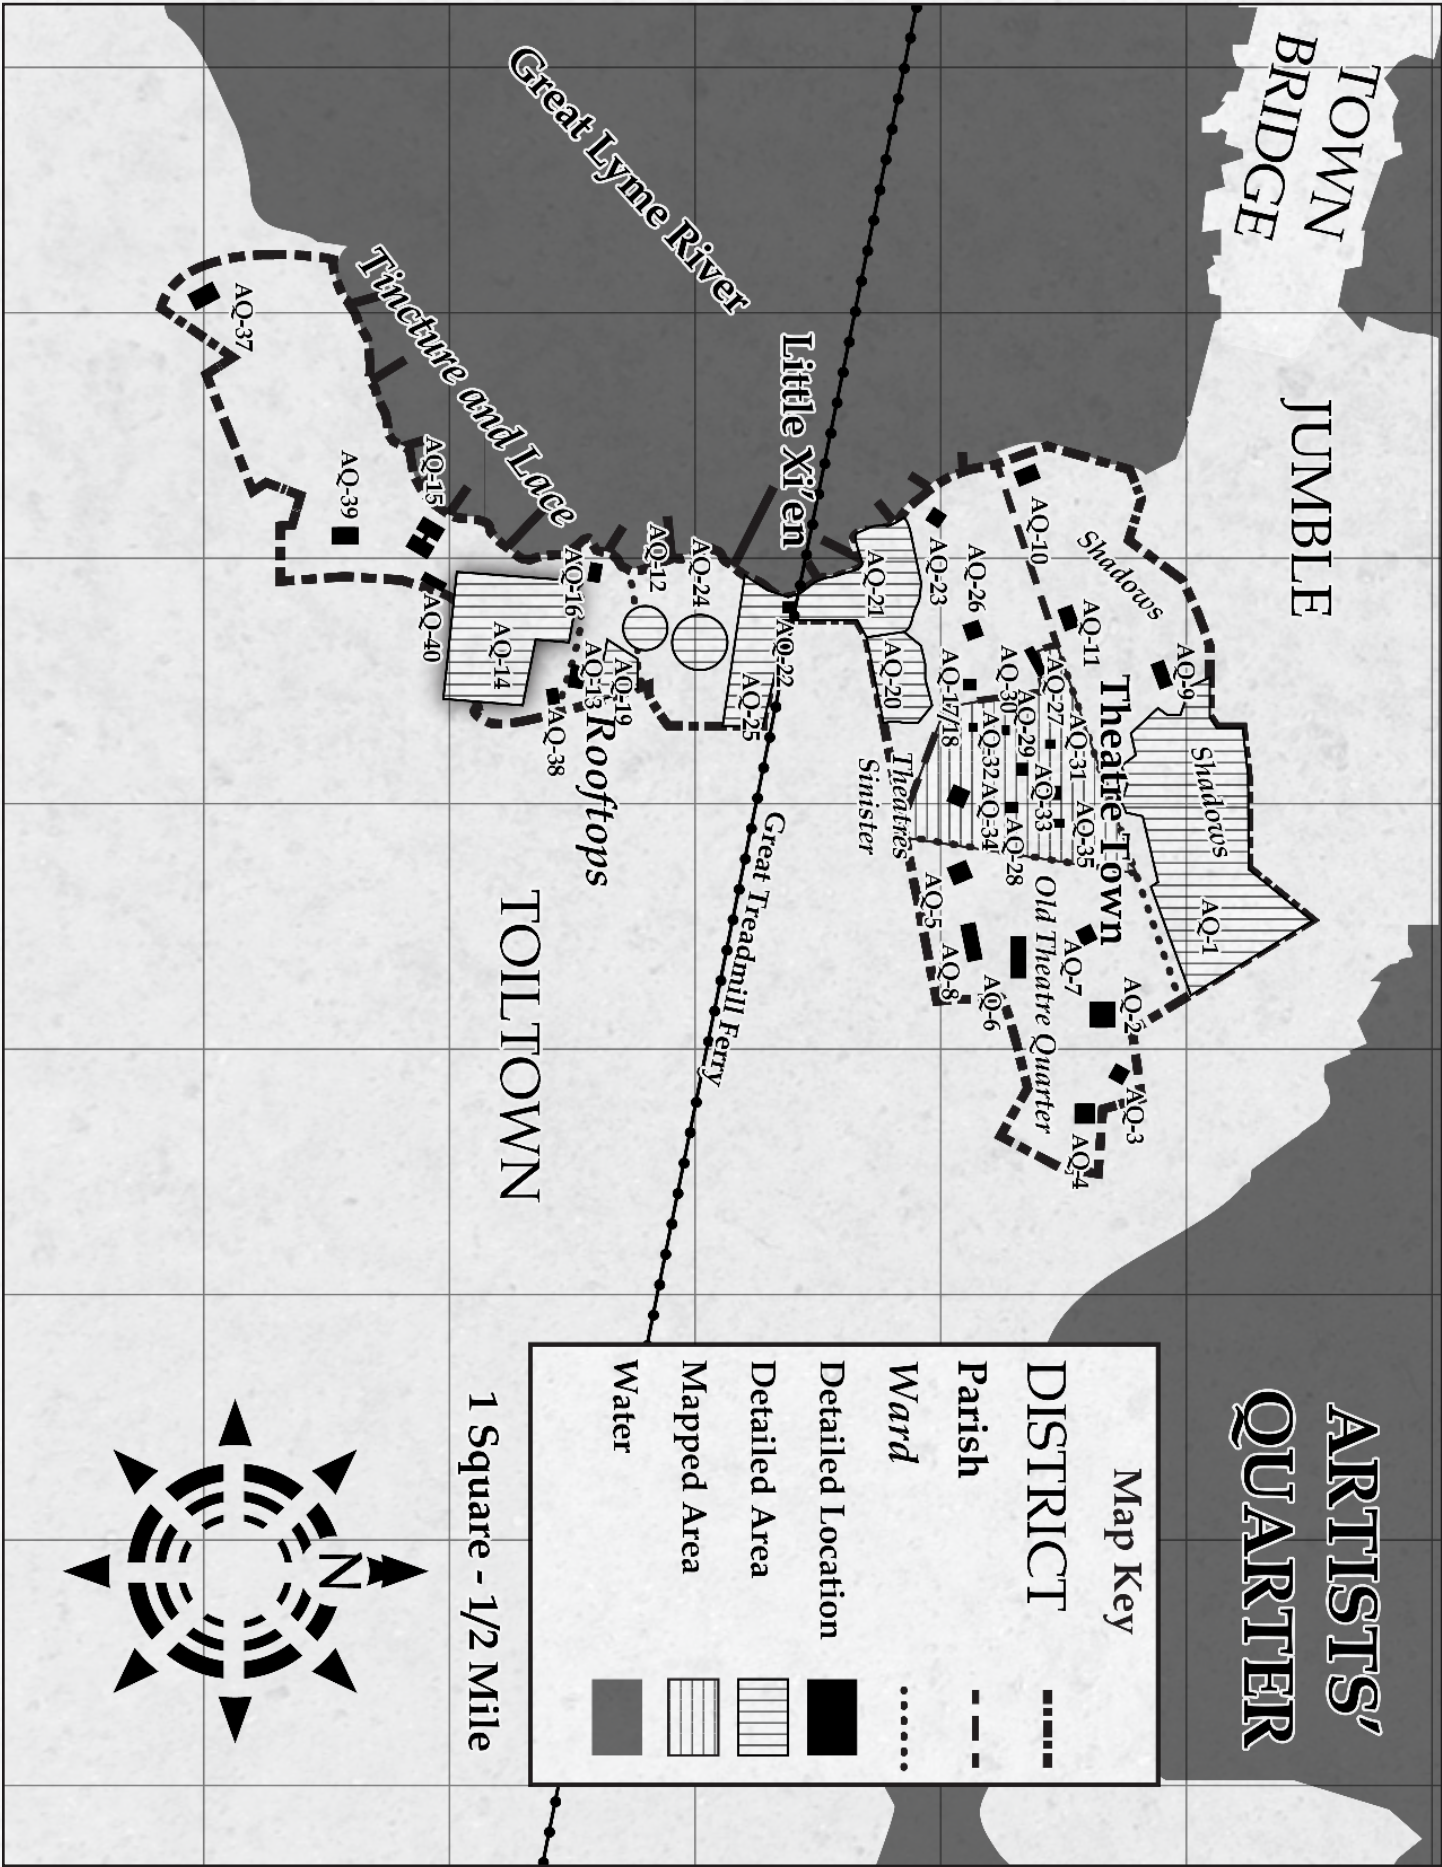 ARTISTS'
QUARTER
TOWN
BRIDGE
JUMBLE
Shadows
Shadows
AQ-1
AQ-9
AQ-10
AQ-11
Theatre Town
AQ-2
AQ-3
AQ-4
AQ-7
AQ-27
AQ-31
AQ-35
AQ-29
AQ-33
AQ-30
AQ-28
Old Theatre Quarter
AQ-32
AQ-34
AQ-6
AQ-26
AQ-17/18
AQ-8
AQ-5
AQ-23
AQ-20
Theatres
Sinister
AQ-21
Little Xi'en
AQ-22
AQ-25
Great Treadmill Ferry
Great Lyme River
AQ-24
AQ-12
AQ-19
AQ-13
Rooftops
AQ-16
AQ-38
Tincture and Lace
AQ-14
AQ-15
AQ-40
AQ-39
AQ-37
TOILTOWN
Map Key
DISTRICT
Parish
Ward
Detailed Location
Detailed Area
Mapped Area
Water
1 Square - 1/2 Mile
N